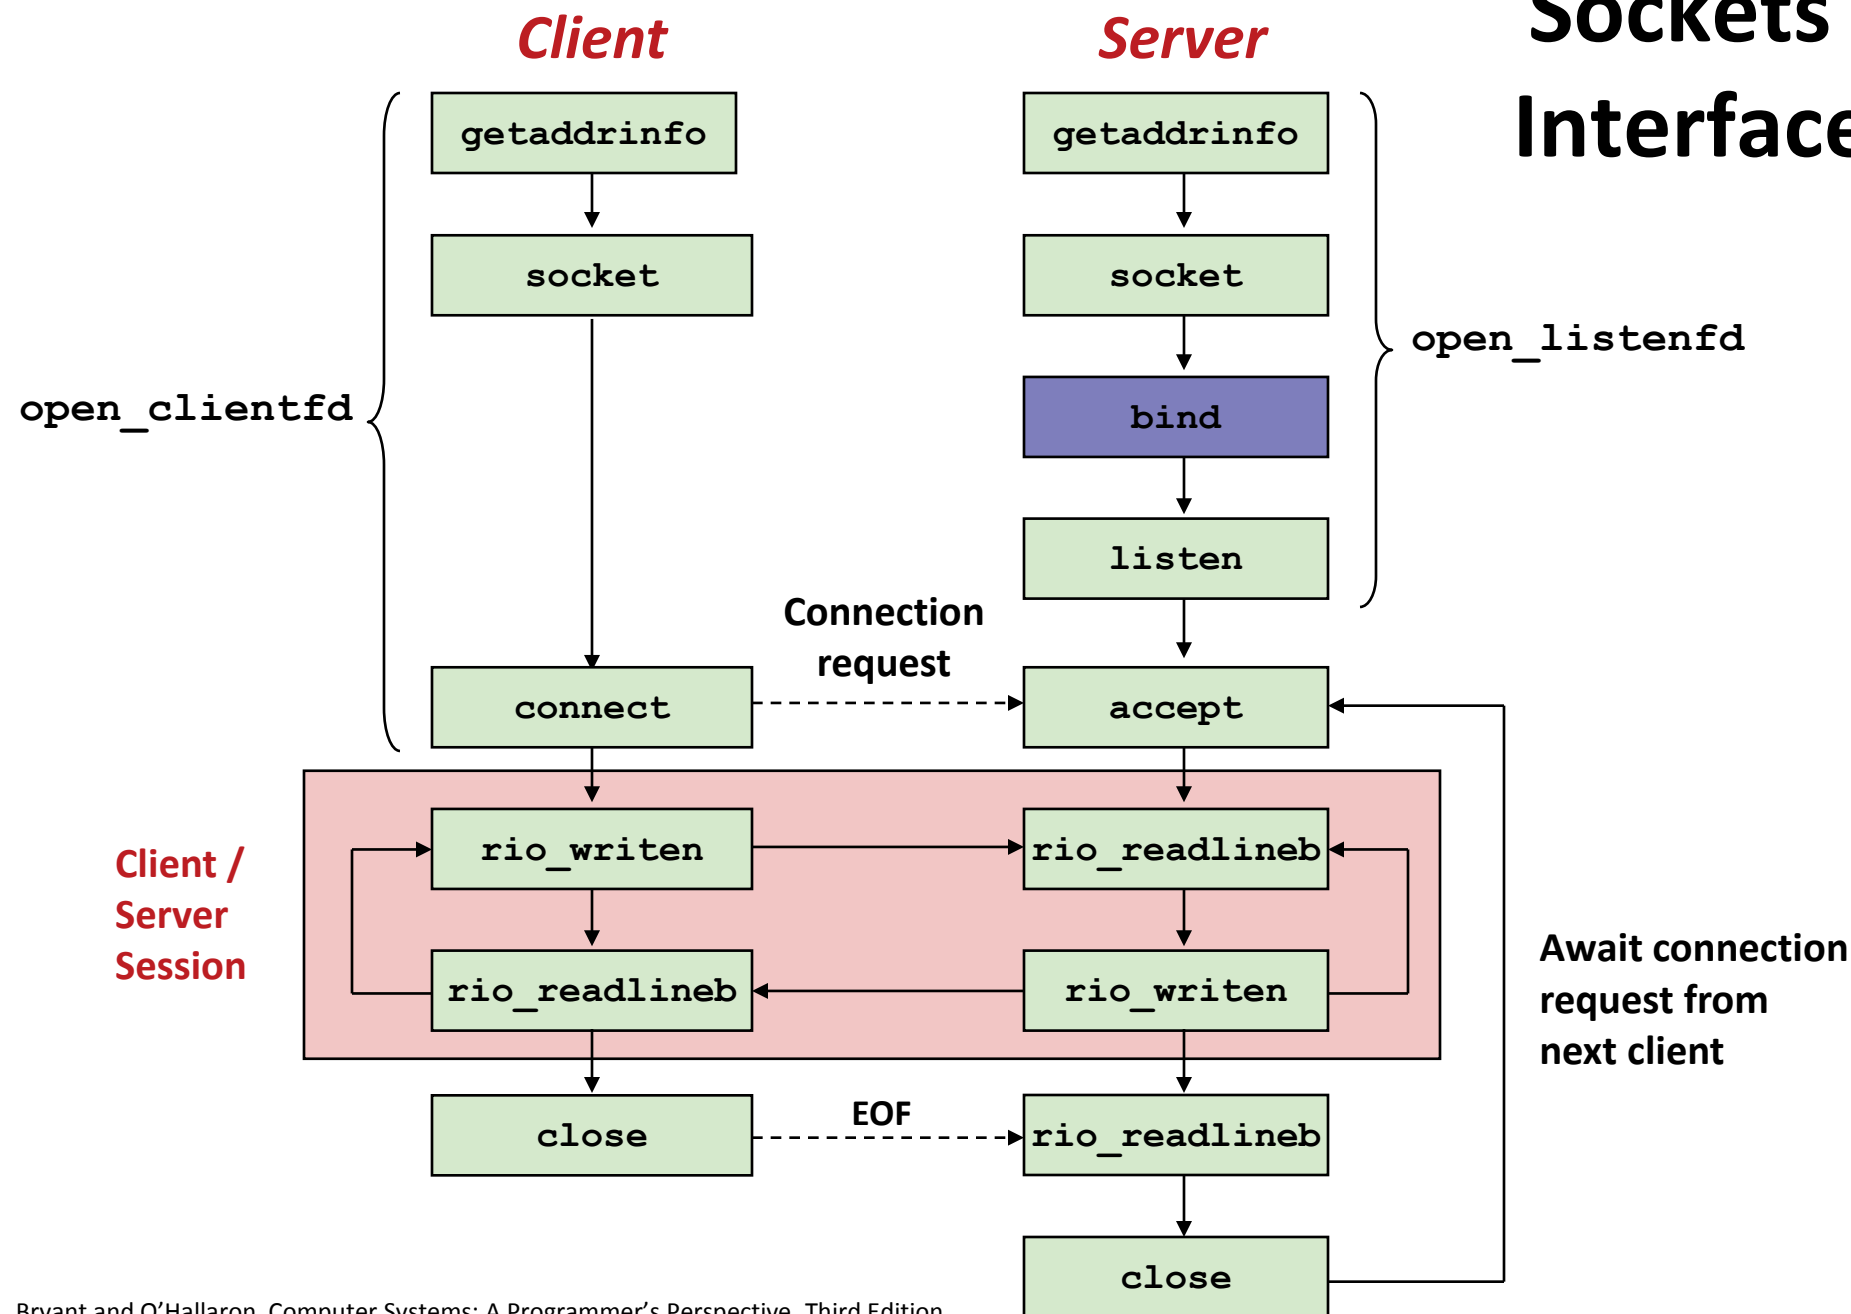 Sockets
Interface
Client
Server
getaddrinfo
getaddrinfo
socket
socket
open_listenfd
open_clientfd
bind
listen
Connection
request
connect
accept
Client /
Server
Session
rio_writen
rio_readlineb
rio_readlineb
rio_writen
Await connection
request from
next client
close
EOF
rio_readlineb
close
Bryant and O'Hallaron, Computer Systems: A Programmer's Perspective, Third Edition